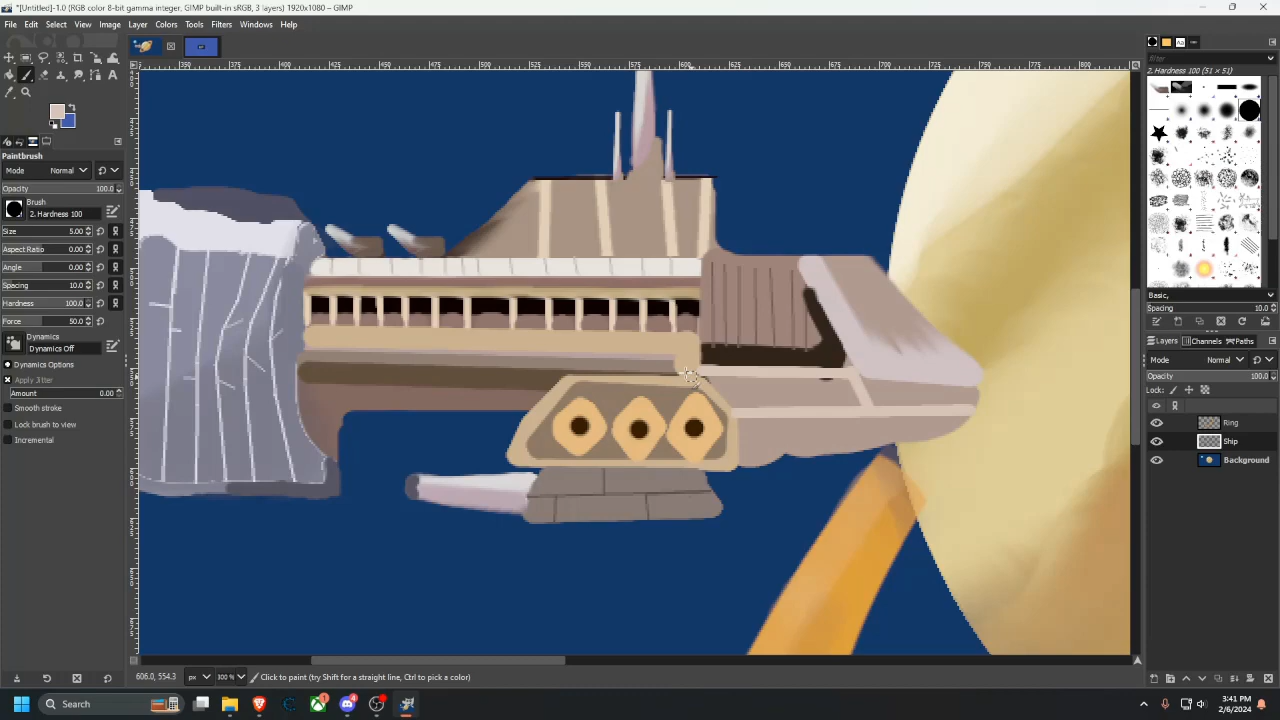 *[Untitled]-1.0 (RGB color 8-bit gamma integer, GIMP built-in sRGB, 3 layers) 1920x1080 – GIMP
File Edit Select View Image Layer Colors Tools Filters Windows Help
Paintbrush
Mode Normal
Opacity 100.0
Brush
2. Hardness 100
Size 5.00
Aspect Ratio 0.00
Angle 0.00
Spacing 10.0
Hardness 100.0
Force 50.0
Dynamics
Dynamics Off
Dynamics Options
Apply Jitter
Amount 0.00
Smooth stroke
Lock brush to view
Incremental
filter
2. Hardness 100 (51 × 51)
Basic,
Spacing 10.0
Layers Channels Paths
Mode Normal
Opacity 100.0
Lock:
Ring
Ship
Background
606.0, 554.3 px 300 % Click to paint (try Shift for a straight line, Ctrl to pick a color)
Search
3:41 PM
2/6/2024